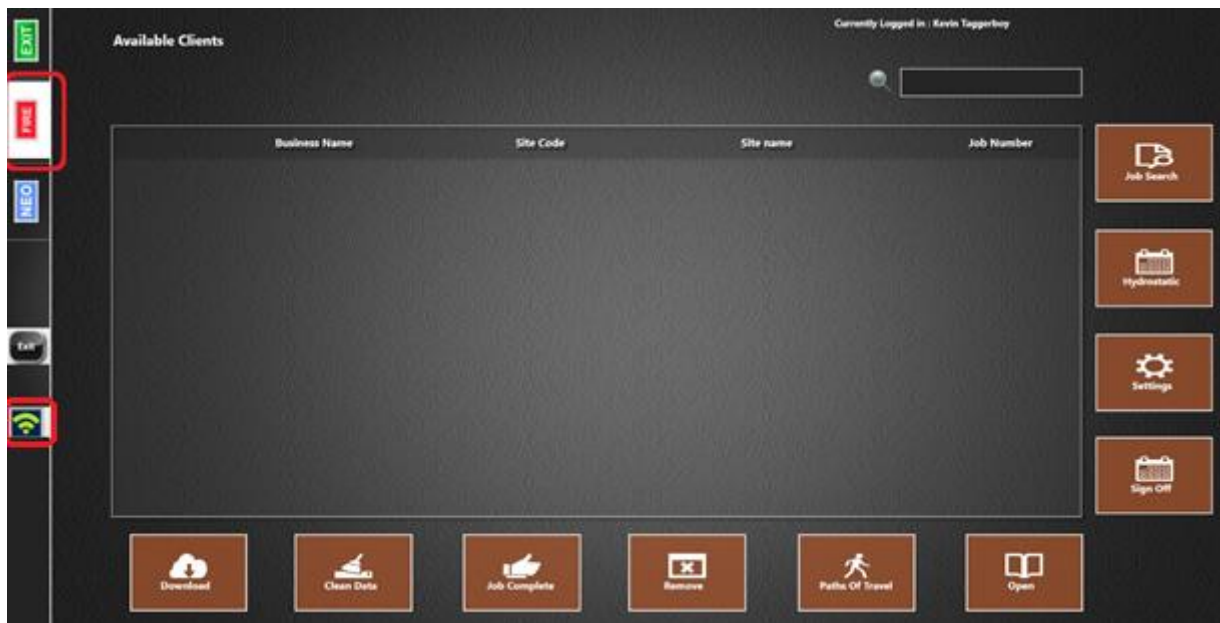 EXIT
FIRE
NEO
Exit
Available Clients
Currently Logged in : Kevin Taggerboy
Business Name Site Code Site name Job Number
Job Search
Hydrostatic
Settings
Sign Off
Download Clean Data Job Complete Remove Paths Of Travel Open